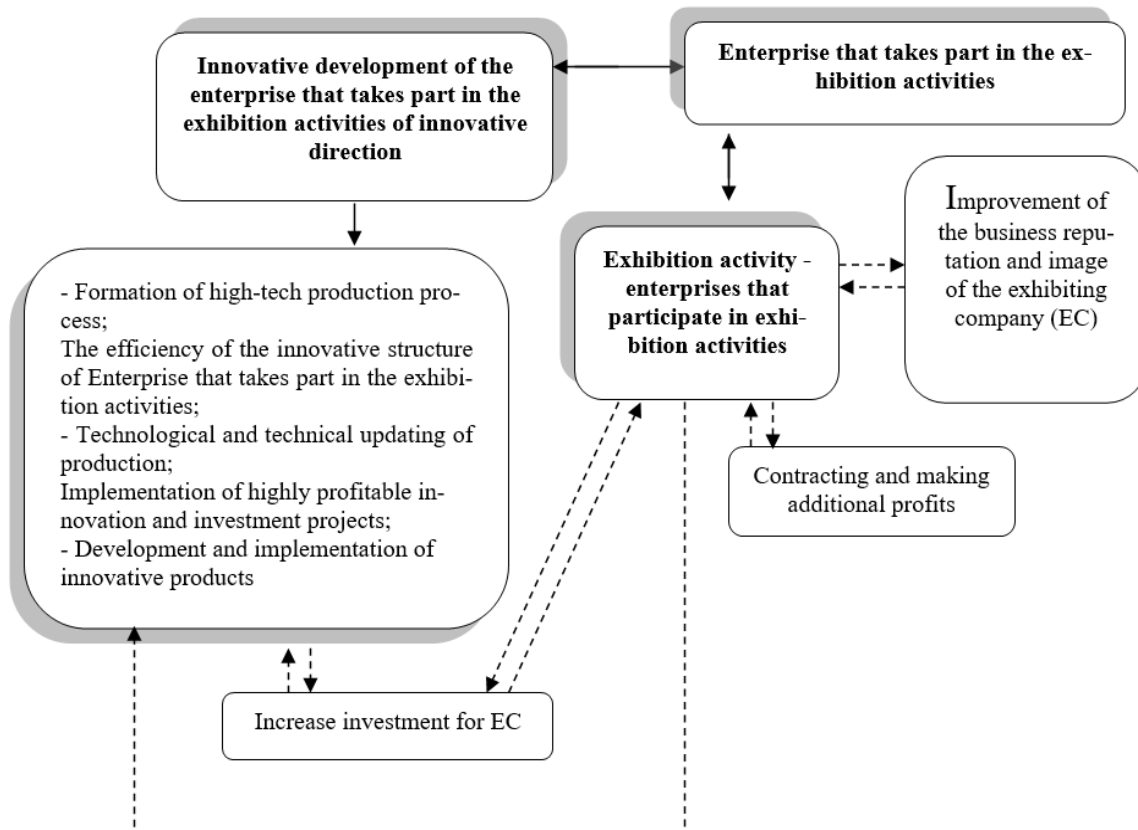 Innovative development of the
enterprise that takes part in the
exhibition activities of innovative
direction
Enterprise that takes part in the ex-
hibition activities
Improvement of
the business repu-
tation and image
of the exhibiting
company (EC)
Exhibition activity -
enterprises that
participate in exhi-
bition activities
- Formation of high-tech production pro-
cess;
The efficiency of the innovative structure
of Enterprise that takes part in the exhibi-
tion activities;
- Technological and technical updating of
production;
Implementation of highly profitable in-
novation and investment projects;
- Development and implementation of
innovative products
Contracting and making
additional profits
Increase investment for EC